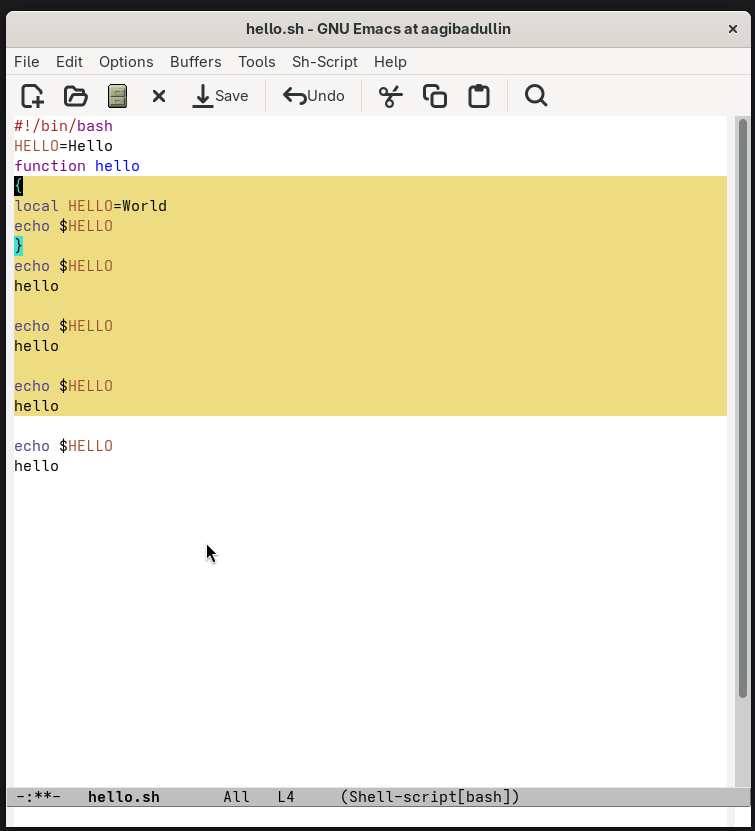 hello.sh - GNU Emacs at aagibadullin
File Edit Options Buffers Tools Sh-Script Help
Save Undo
#!/bin/bash
HELLO=Hello
function hello
{
local HELLO=World
echo $HELLO
}
echo $HELLO
hello
echo $HELLO
hello
echo $HELLO
hello
echo $HELLO
hello
-:**- hello.sh All L4 (Shell-script[bash])